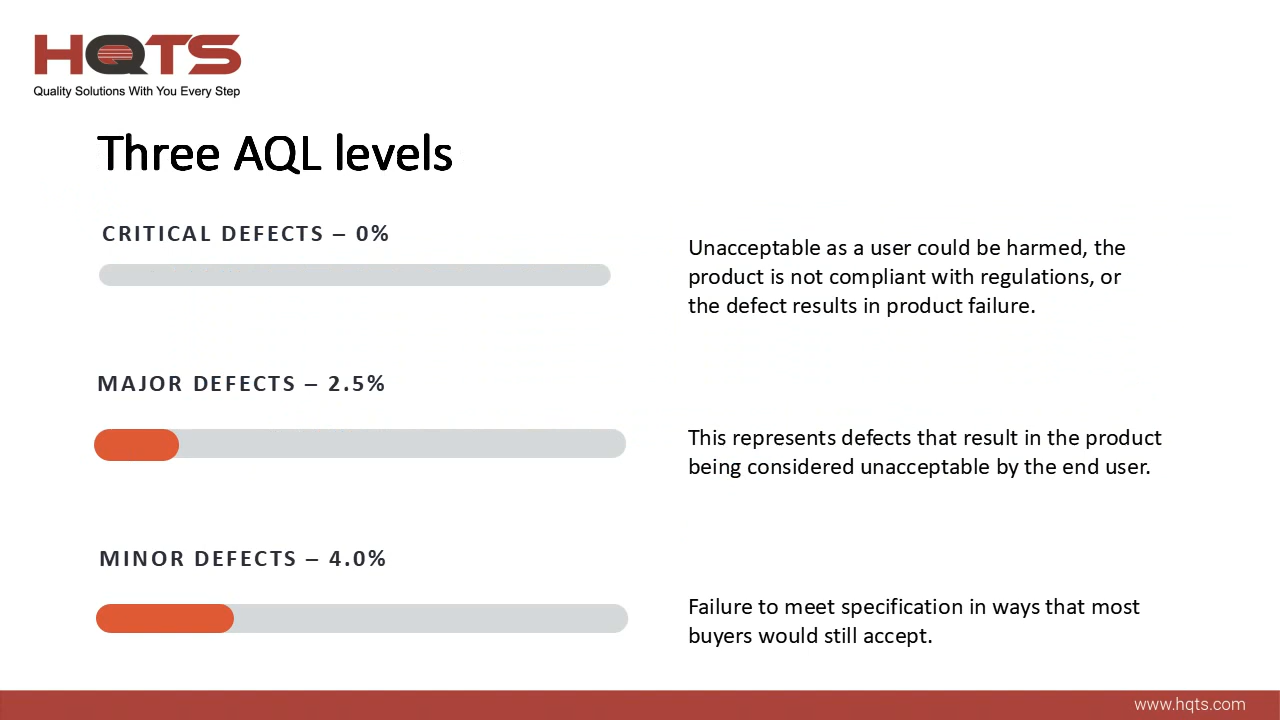 HQTS
Quality Solutions With You Every Step
Three AQL levels
CRITICAL DEFECTS – 0%
Unacceptable as a user could be harmed, the
product is not compliant with regulations, or
the defect results in product failure.
MAJOR DEFECTS – 2.5%
This represents defects that result in the product
being considered unacceptable by the end user.
MINOR DEFECTS – 4.0%
Failure to meet specification in ways that most
buyers would still accept.
www.hqts.com